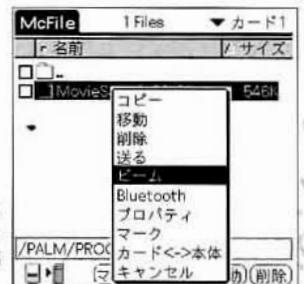 McFile 1 Files ▼ カード1
名前 サイズ
..
1MovieS 546K
コピー
移動
削除
送る
ビーム
Bluetooth
プロパティ
マーク
カード<->本体
キャンセル
/PALM/PROG
(マ 動)(削除)